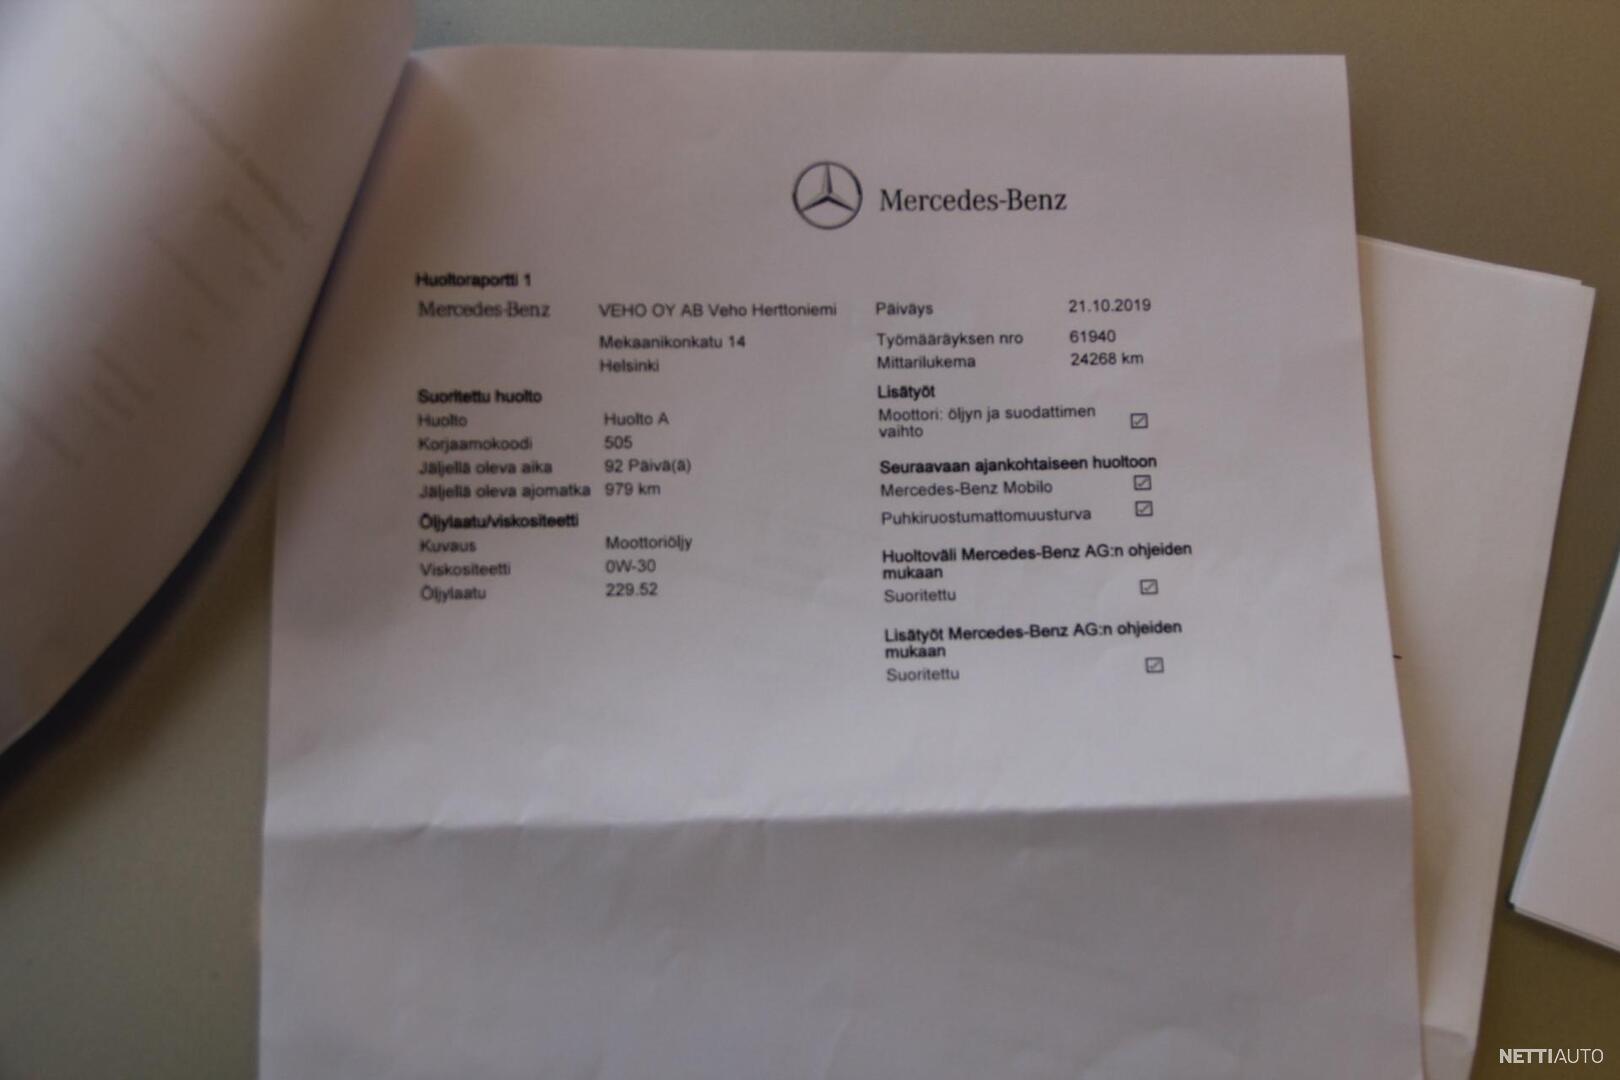 Mercedes-Benz
Huoltoraportti 1
Mercedes-Benz VEHO OY AB Veho Herttoniemi
Mekaanikonkatu 14
Helsinki
Suoritettu huolto
Huolto Huolto A
Korjaamokoodi 505
Jäljellä oleva aika 92 Päivä(ä)
Jäljellä oleva ajomatka 979 km
Öljylaatu/viskositeetti
Kuvaus Moottoriöljy
Viskositeetti 0W-30
Öljylaatu 229.52
Päiväys 21.10.2019
Työmääräyksen nro 61940
Mittarilukema 24268 km
Lisätyöt
Moottori: öljyn ja suodattimen
vaihto
Seuraavaan ajankohtaiseen huoltoon
Mercedes-Benz Mobilo
Puhkiruostumattomuusturva
Huoltoväli Mercedes-Benz AG:n ohjeiden
mukaan
Suoritettu
Lisätyöt Mercedes-Benz AG:n ohjeiden
mukaan
Suoritettu
NETTIAUTO